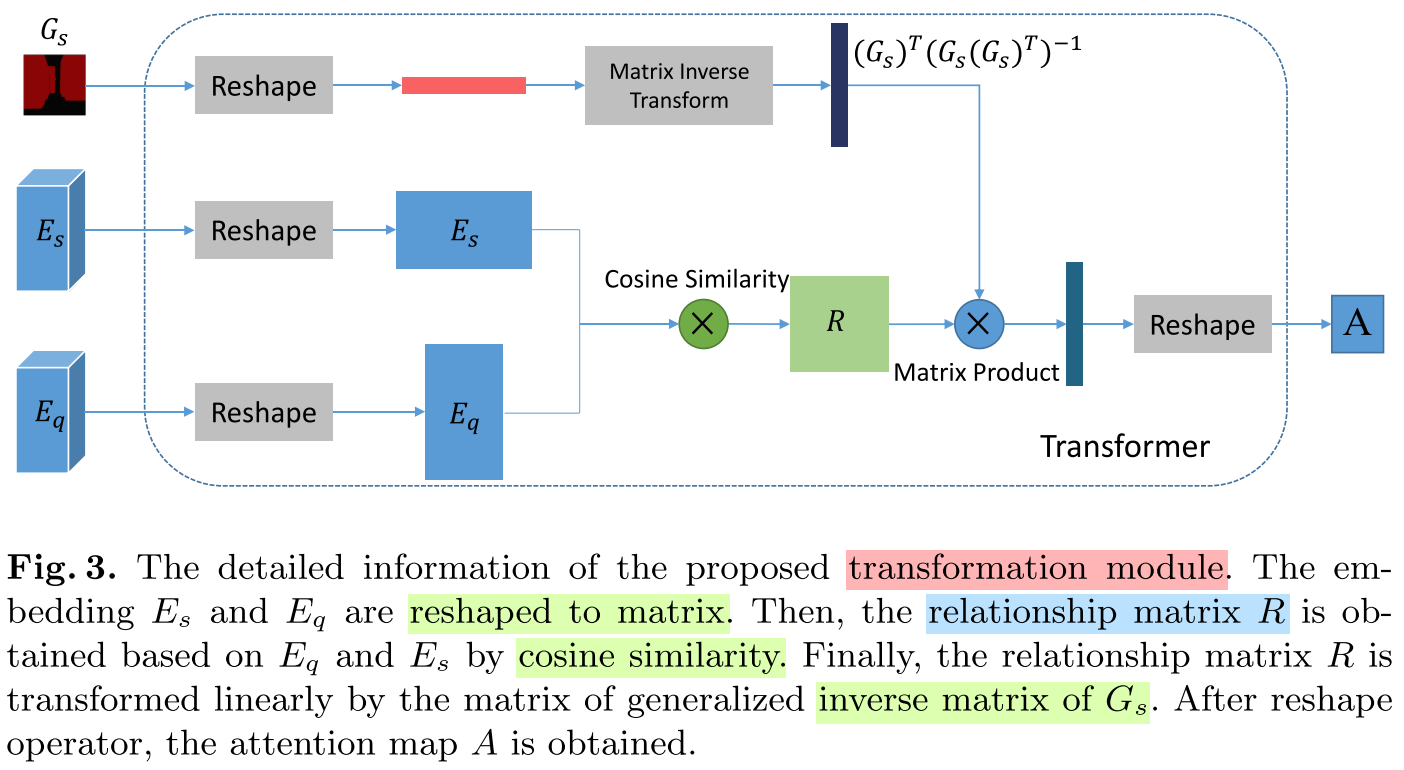 G_s
Reshape
Matrix Inverse
Transform
(G_s)^T(G_s(G_s)^T)^{-1}
E_s
Reshape
E_s
Cosine Similarity
×
R
×
Matrix Product
Reshape
A
E_q
Reshape
E_q
Transformer
Fig. 3. The detailed information of the proposed transformation module. The em-
bedding E_s and E_q are reshaped to matrix. Then, the relationship matrix R is ob-
tained based on E_q and E_s by cosine similarity. Finally, the relationship matrix R is
transformed linearly by the matrix of generalized inverse matrix of G_s. After reshape
operator, the attention map A is obtained.